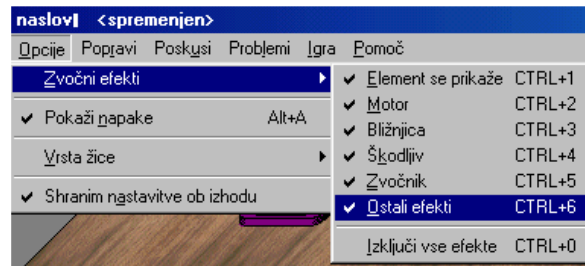 naslov <spremenjen>
Opcije Popravi Poskusi Problemi Igra Pomoč
Zvočni efekti
Pokaži napake Alt+A
Vrsta žice
Shranim nastavitve ob izhodu
Element se prikaže CTRL+1
Motor CTRL+2
Bližnjica CTRL+3
Škodljiv CTRL+4
Zvočnik CTRL+5
Ostali efekti CTRL+6
Izključi vse efekte CTRL+0